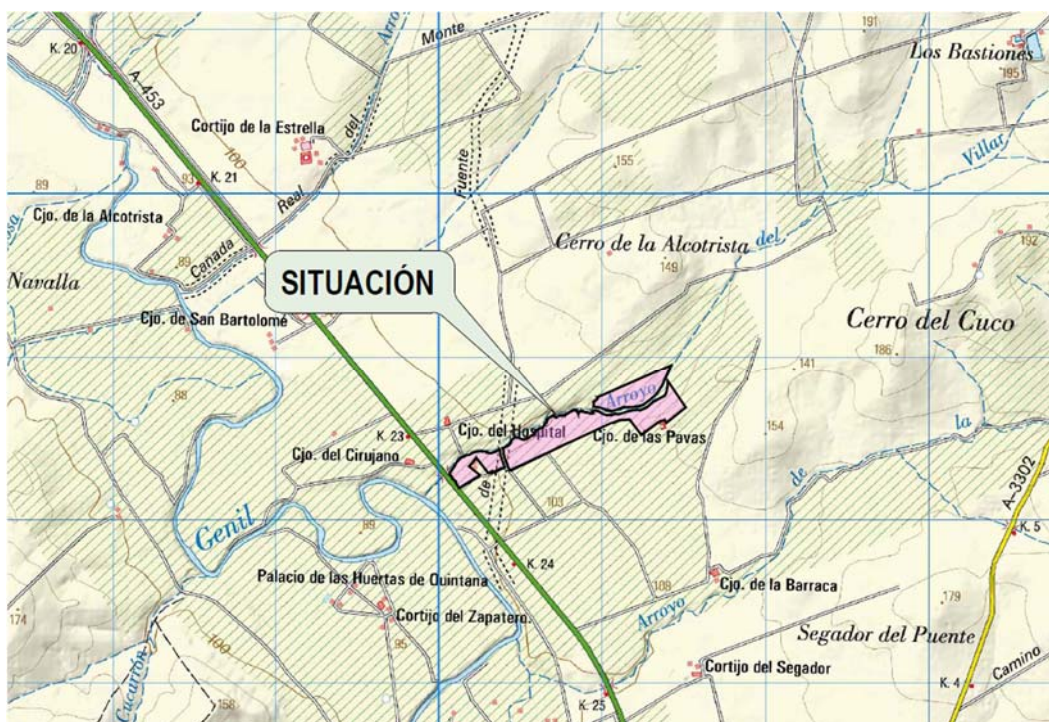 K. 20
A-453
Arroyo
Monte
191
Los Bastiones
195
Cortijo de la Estrella
del
100
Fuente
155
Villar
89
93
K. 21
Real
Cjo. de la Alcotrista
Cañada
89
Cerro de la Alcotrista
del
149
192
Navalla
SITUACIÓN
Cjo. de San Bartolomé
Cerro del Cuco
186
141
88
Arroyo
K. 23
Cjo. del Hospital
Cjo. de las Pavas
154
la
Cjo. del Cirujano
de
de
A-3302
Genil
89
103
K. 5
K. 24
Palacio de las Huertas de Quintana
108
Cjo. de la Barraca
174
Cortijo del Zapatero.
Arroyo
179
95
Segador del Puente
100
Cucarrón
Cortijo del Segador
Camino
K. 4
158
K. 25